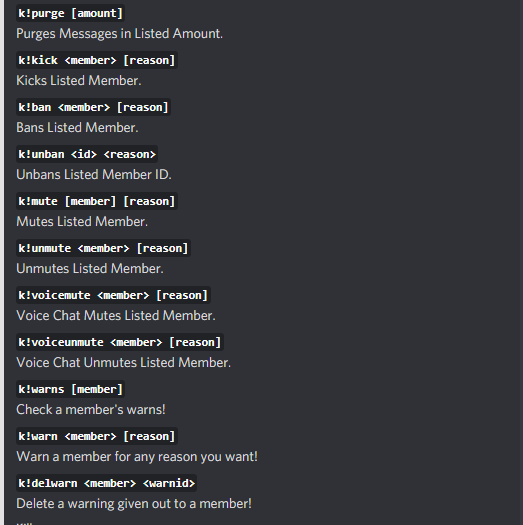 k!purge [amount]
Purges Messages in Listed Amount.
k!kick <member> [reason]
Kicks Listed Member.
k!ban <member> [reason]
Bans Listed Member.
k!unban <id> <reason>
Unbans Listed Member ID.
k!mute [member] [reason]
Mutes Listed Member.
k!unmute <member> [reason]
Unmutes Listed Member.
k!voicemute <member> [reason]
Voice Chat Mutes Listed Member.
k!voiceunmute <member> [reason]
Voice Chat Unmutes Listed Member.
k!warns [member]
Check a member's warns!
k!warn <member> [reason]
Warn a member for any reason you want!
k!delwarn <member> <warnid>
Delete a warning given out to a member!